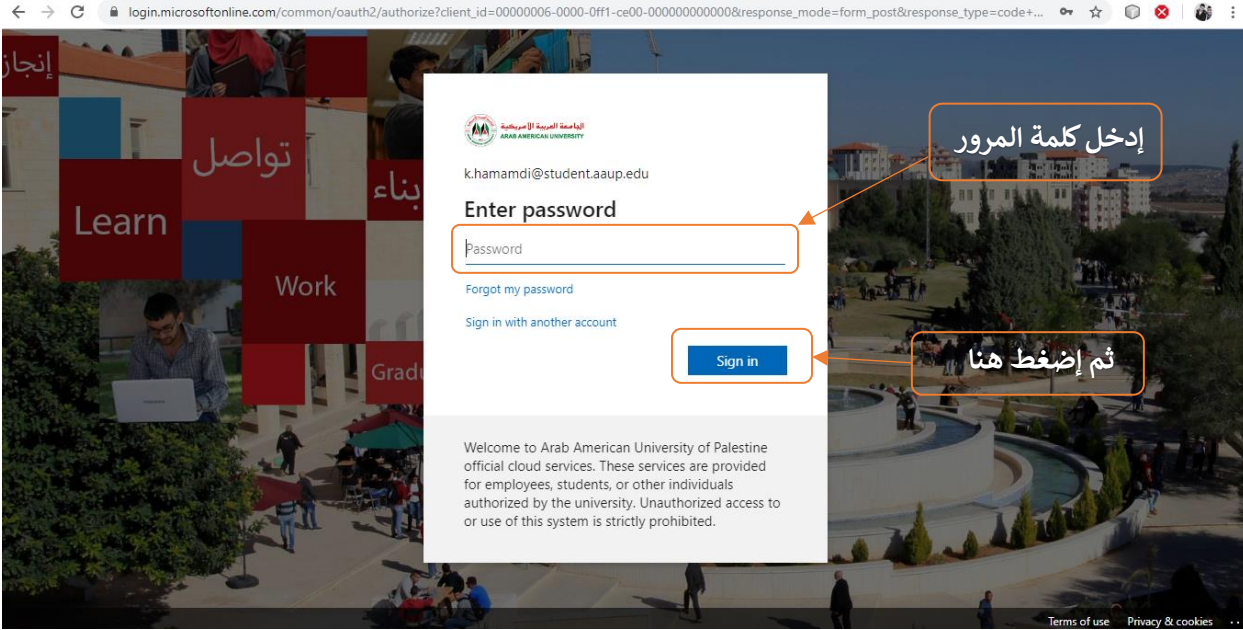 login.microsoftonline.com/common/oauth2/authorize?client_id=00000006-0000-0ff1-ce00-000000000000&response_mode=form_post&response_type=code+...
إنجاز
تواصل
بناء
Learn
Work
Gradu
الجامعة العربية الأمريكية
ARAB AMERICAN UNIVERSITY
k.hamamdi@student.aaup.edu
Enter password
Password
Forgot my password
Sign in with another account
Sign in
إدخل كلمة المرور
ثم إضغط هنا
Welcome to Arab American University of Palestine
official cloud services. These services are provided
for employees, students, or other individuals
authorized by the university. Unauthorized access to
or use of this system is strictly prohibited.
Terms of use Privacy & cookies ..